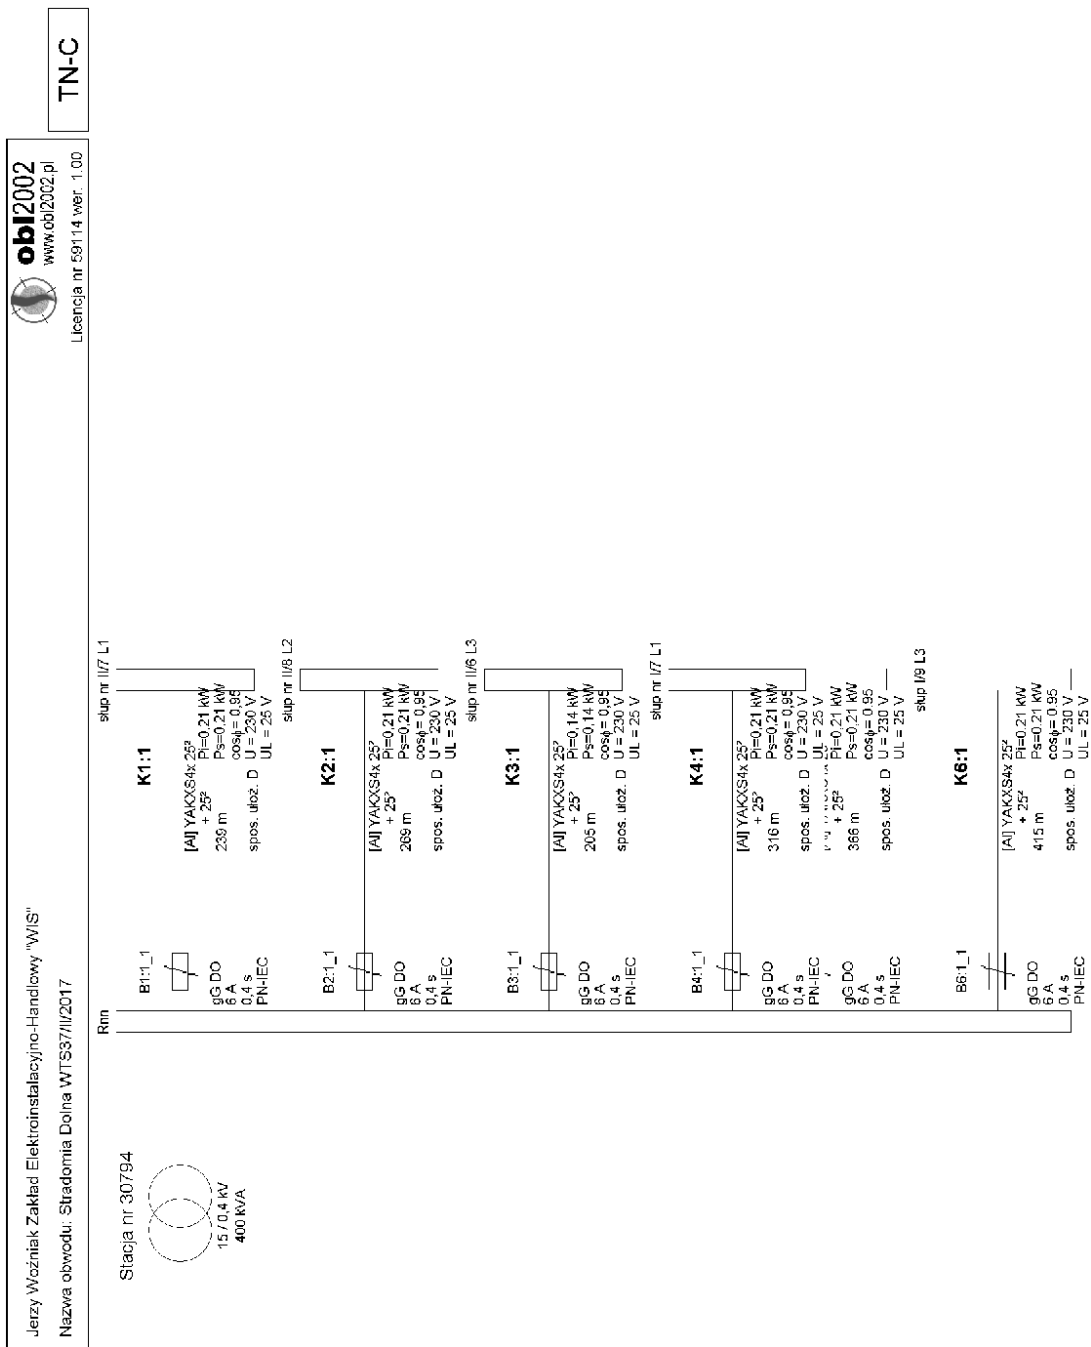 Jerzy Woźniak Zakład Elektroinstalacyjno-Handlowy "WIS"
Nazwa obwodu: Stradomia Dolna WTS37/II/2017
obl2002
www.obl2002.pl
Licencja nr 59114 wer. 1.00
TN-C
Stacja nr 30794
15 / 0,4 kV
400 kVA
Rnn
B1:1_1
gG DO
6 A
0,4 s
PN-IEC
K1:1
[Al] YAKXS4x 25²
+ 25²
239 m
spos. ułoż. D
Pi=0,21 kW
Ps=0,21 kW
cosϕ= 0,95
U = 230 V
UL = 25 V
słup nr II/7 L1
B2:1_1
gG DO
6 A
0,4 s
PN-IEC
K2:1
[Al] YAKXS4x 25²
+ 25²
269 m
spos. ułoż. D
Pi=0,21 kW
Ps=0,21 kW
cosϕ= 0,95
U = 230 V
UL = 25 V
słup nr II/8 L2
B3:1_1
gG DO
6 A
0,4 s
PN-IEC
K3:1
[Al] YAKXS4x 25²
+ 25²
205 m
spos. ułoż. D
Pi=0,14 kW
Ps=0,14 kW
cosϕ= 0,95
U = 230 V
UL = 25 V
słup nr II/6 L3
B4:1_1
gG DO
6 A
0,4 s
PN-IEC
K4:1
[Al] YAKXS4x 25²
+ 25²
316 m
spos. ułoż. D
Pi=0,21 kW
Ps=0,21 kW
cosϕ= 0,95
U = 230 V
UL = 25 V
słup nr I/7 L1
gG DO
6 A
0,4 s
PN-IEC
+ 25²
366 m
spos. ułoż. D
Pi=0,21 kW
Ps=0,21 kW
cosϕ= 0,95
U = 230 V
UL = 25 V
B6:1_1
gG DO
6 A
0,4 s
PN-IEC
K6:1
[Al] YAKXS4x 25²
+ 25²
415 m
spos. ułoż. D
Pi=0,21 kW
Ps=0,21 kW
cosϕ= 0,95
U = 230 V
UL = 25 V
słup I/9 L3